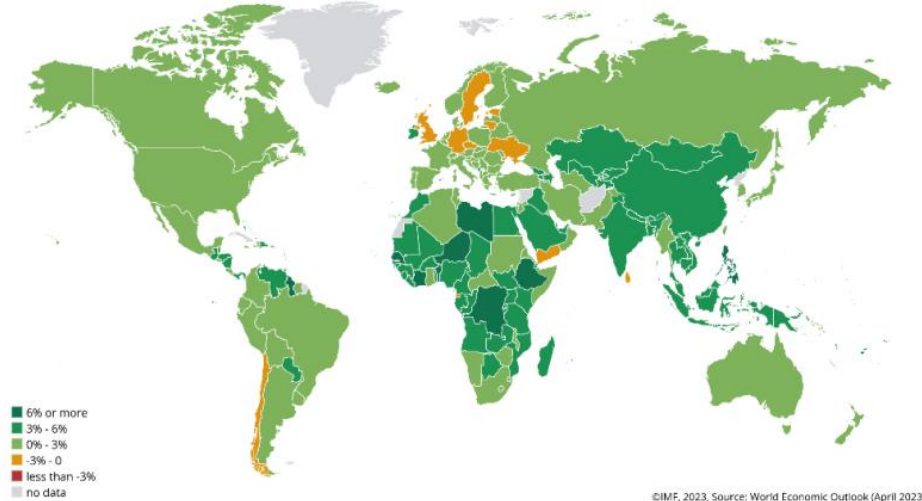 6% or more
3% - 6%
0% - 3%
-3% - 0
less than -3%
no data
©IMF, 2023, Source: World Economic Outlook (April 2023